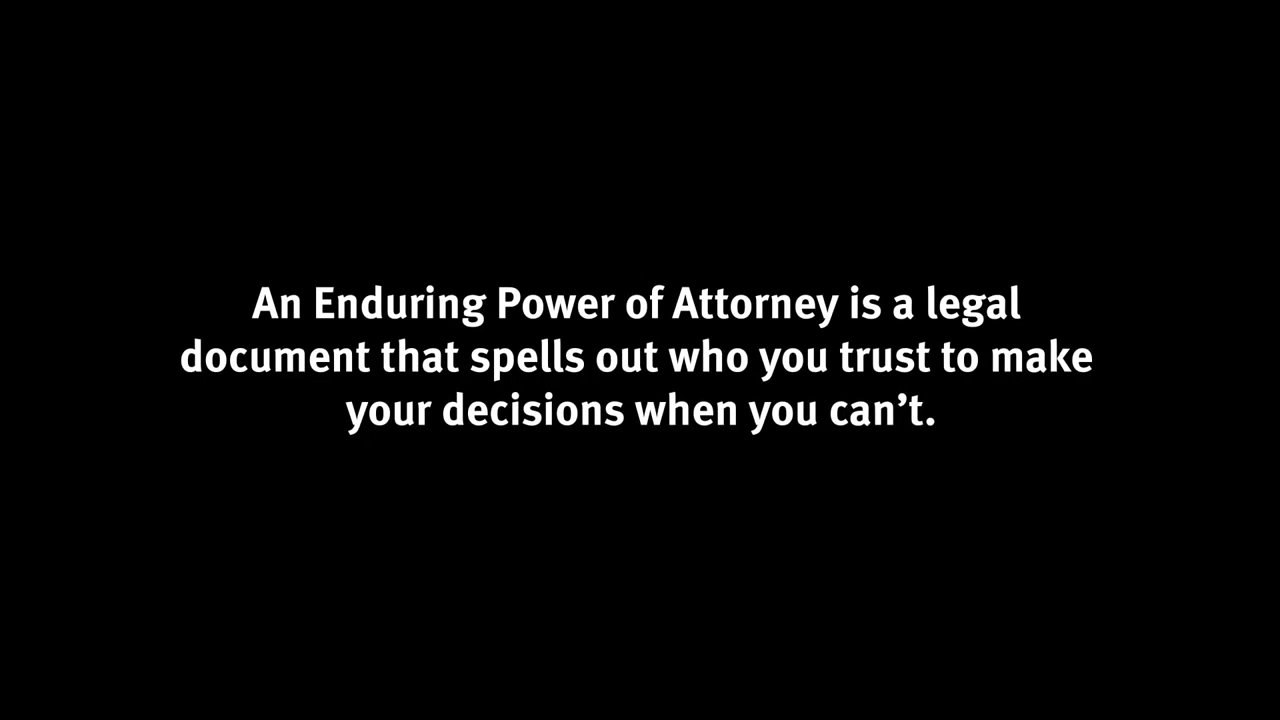 An Enduring Power of Attorney is a legal
document that spells out who you trust to make
your decisions when you can’t.